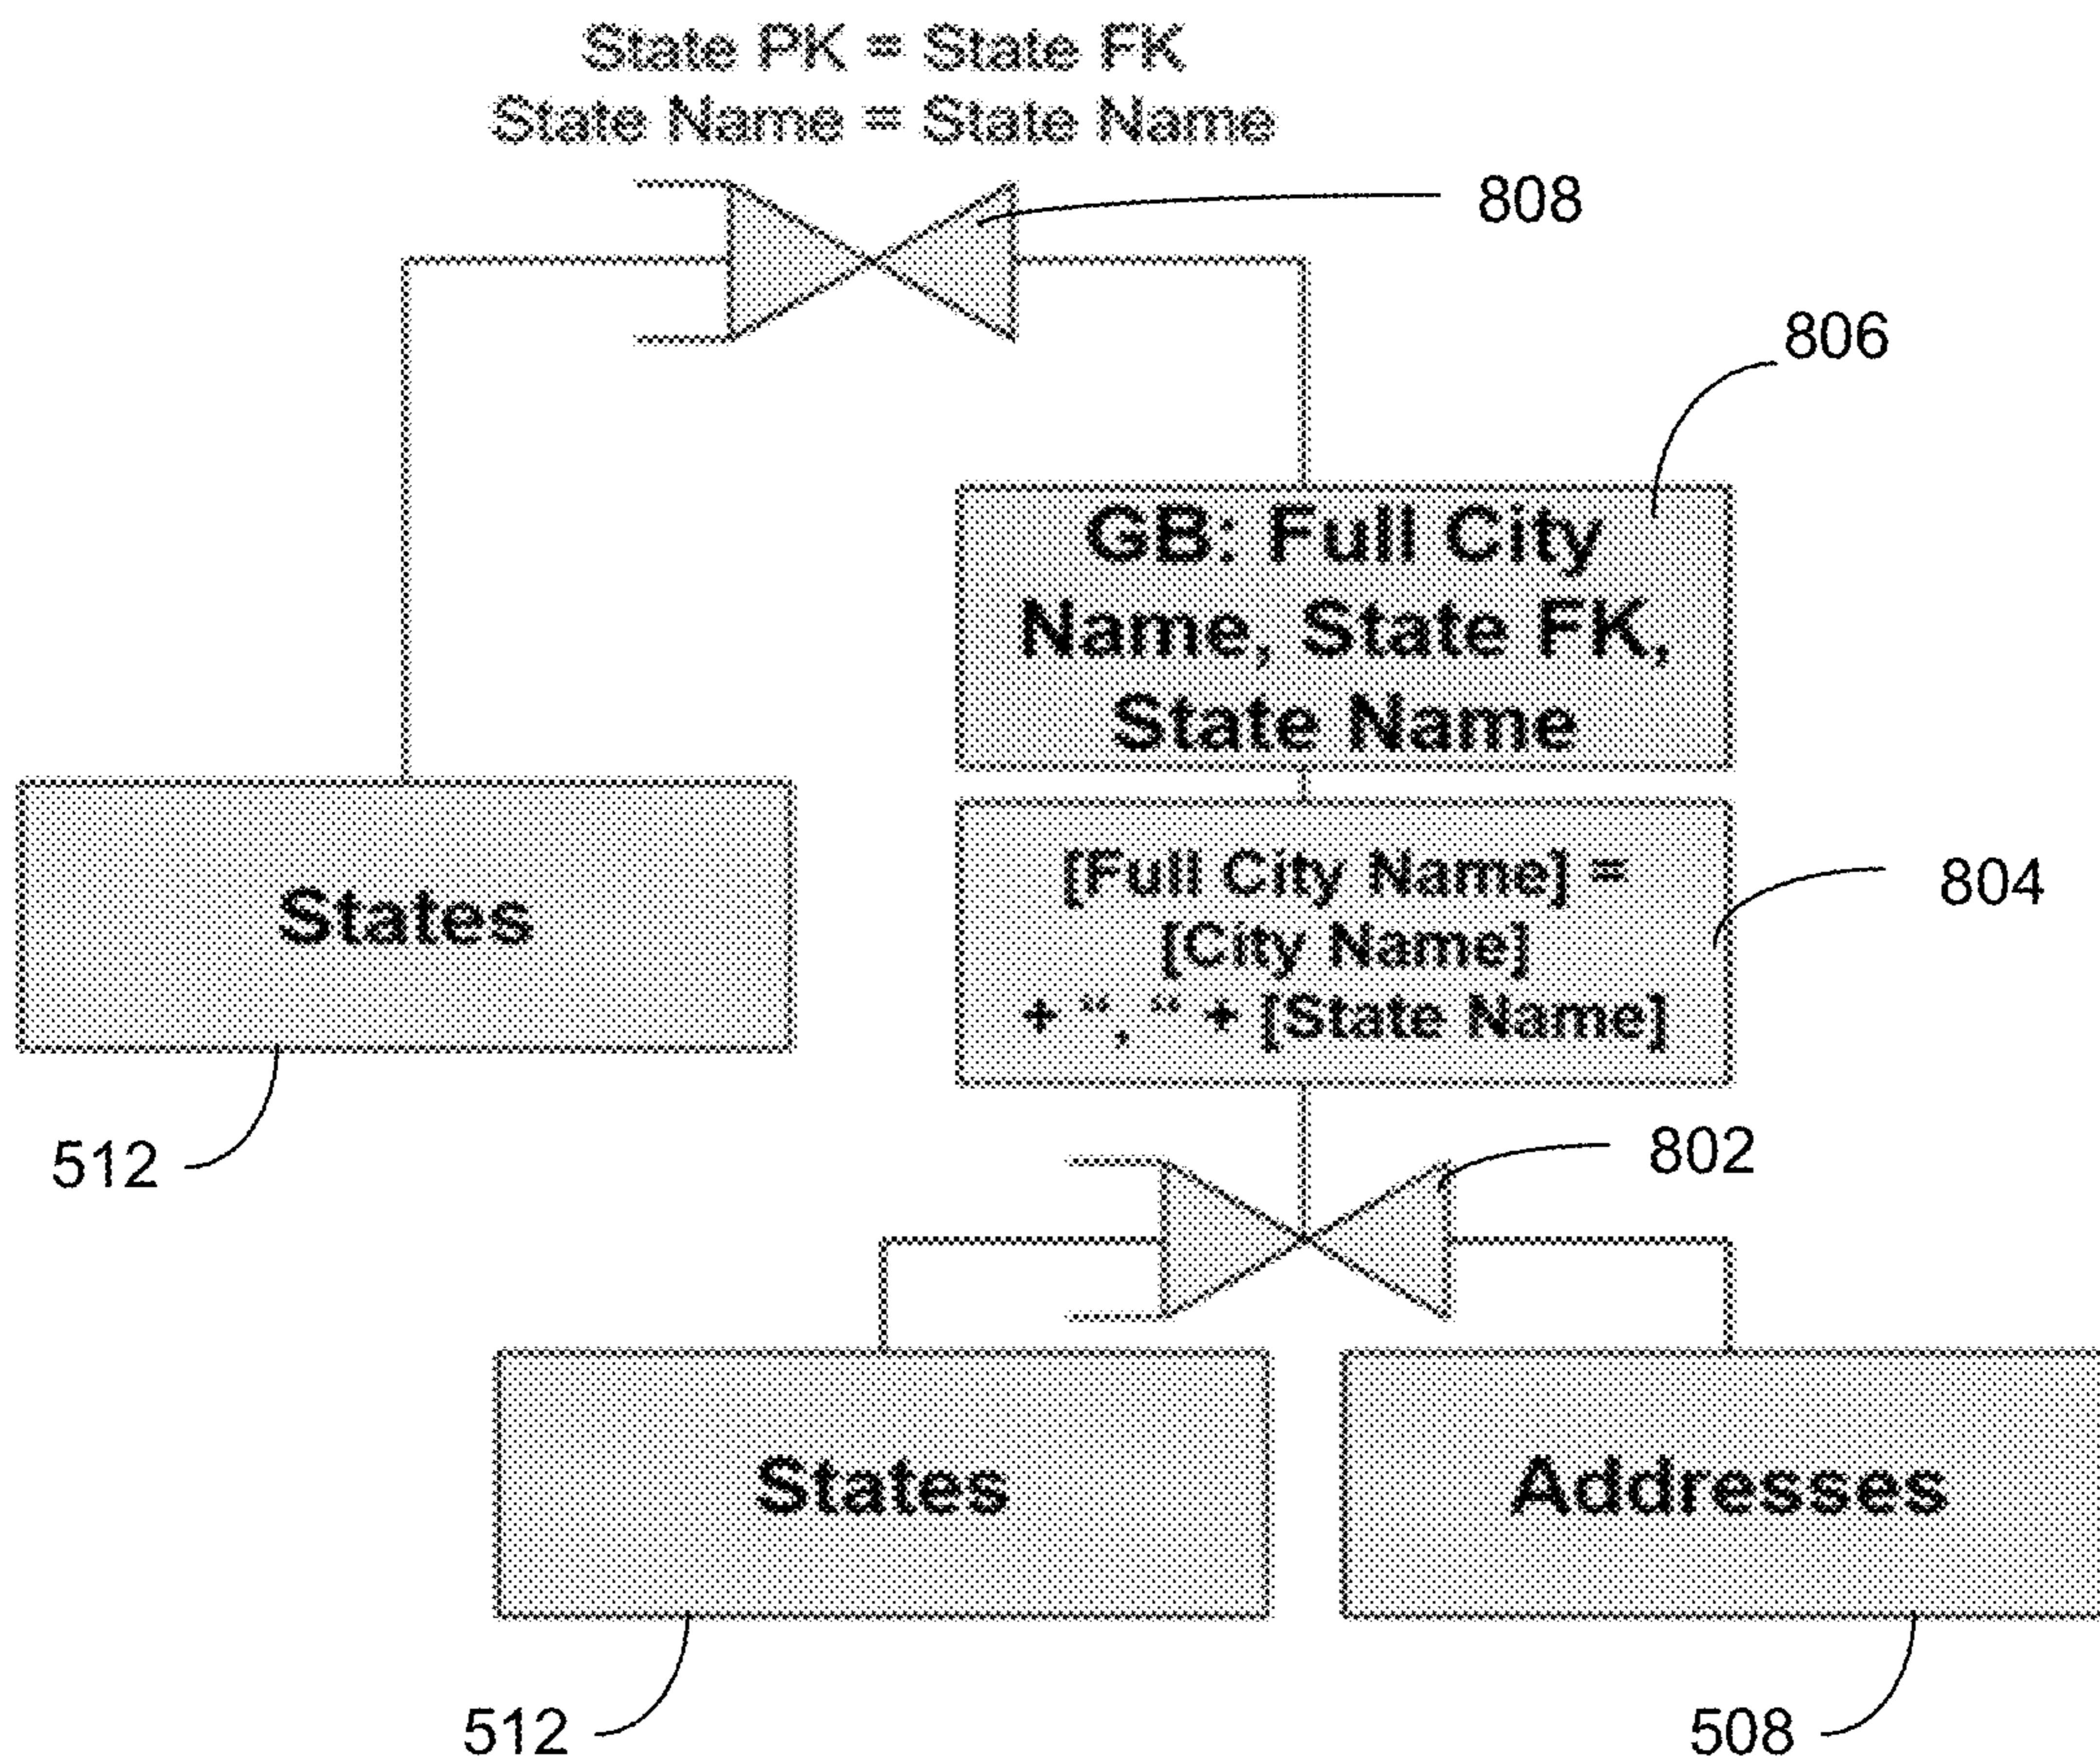 State PK = State FK
State Name = State Name
808
806
GB: Full City
Name, State FK,
State Name
States
[Full City Name] =
[City Name]
+ “, “ + [State Name]
804
512
802
States
Addresses
512
508